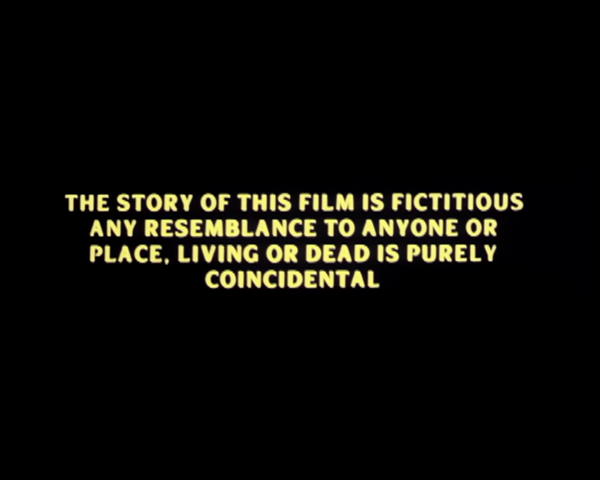 THE STORY OF THIS FILM IS FICTITIOUS
ANY RESEMBLANCE TO ANYONE OR
PLACE, LIVING OR DEAD IS PURELY
COINCIDENTAL